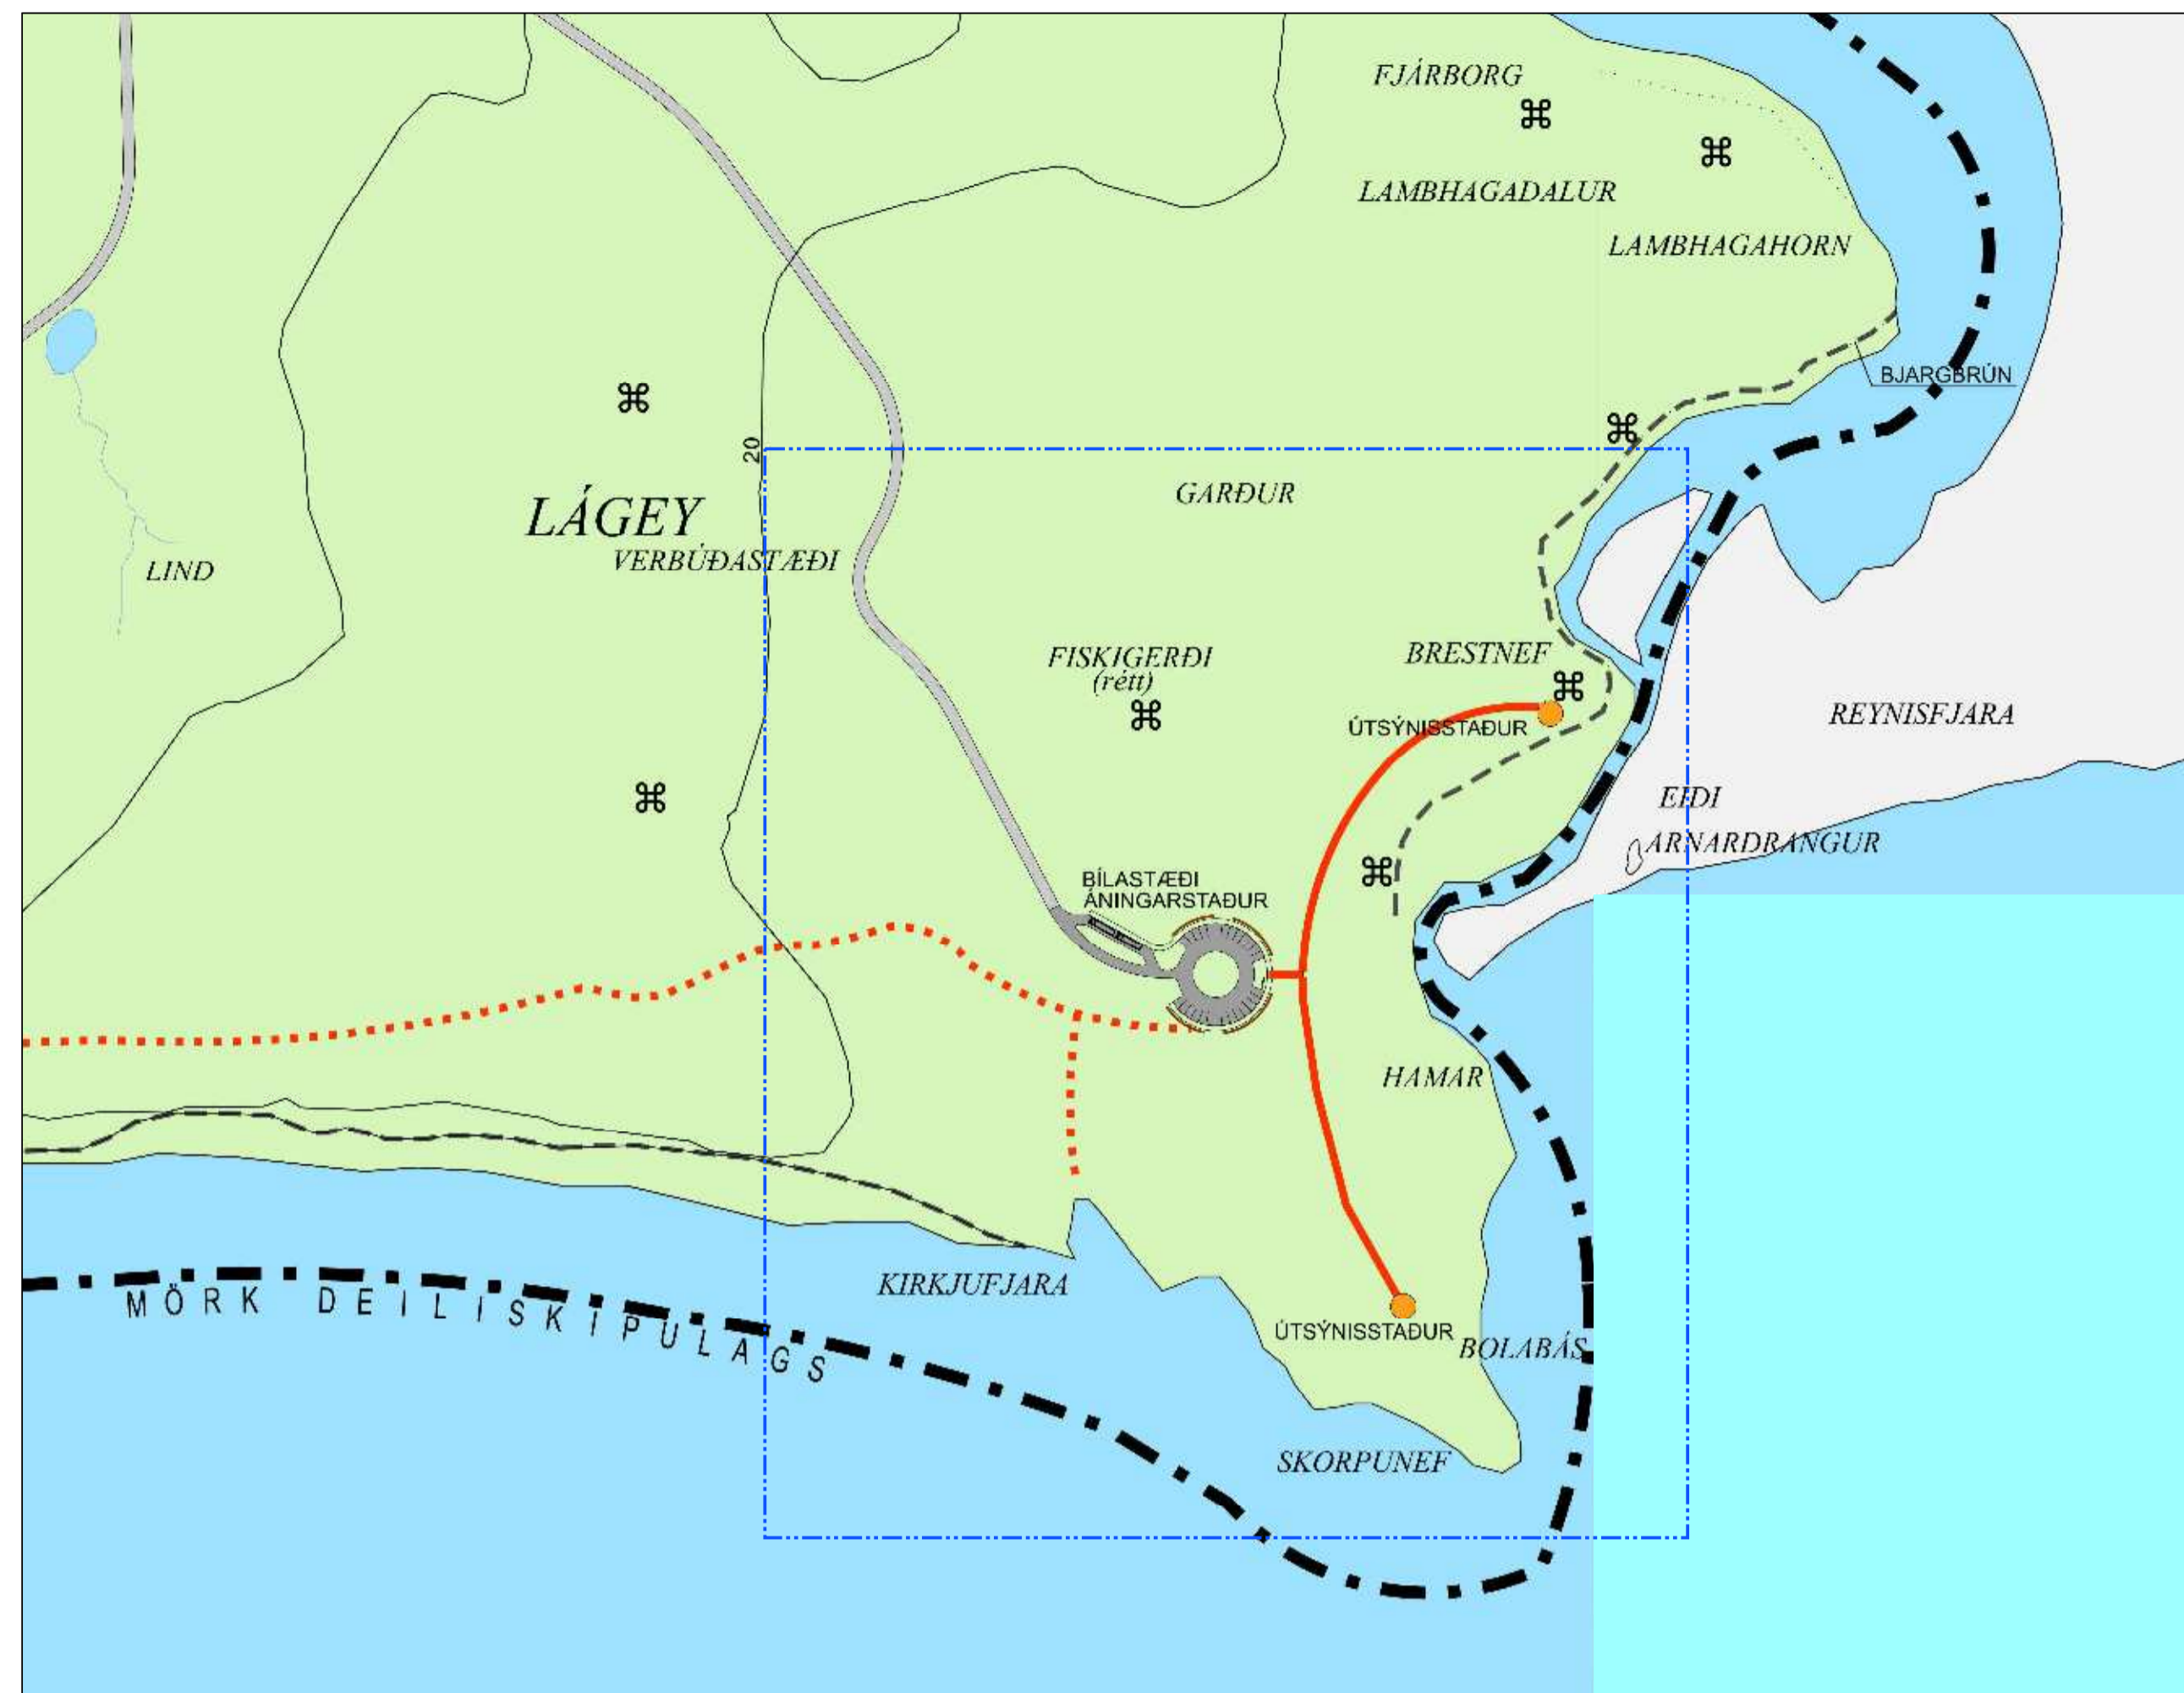 FJÁRBORG
LAMBHAGADALUR
LAMBHAGAHORN
BJARGBRÚN
20
GARÐUR
LÁGEY
VERBÚÐASTÆÐI
LIND
FISKIGERÐI
(rétt)
BRESTNEF
ÚTSÝNISSTAÐUR
REYNISFJARA
EIÐI
ARNARDRANGUR
BÍLASTÆÐI
ÁNINGARSTAÐUR
HAMAR
KIRKJUFJARA
MÖRK DEILISKIPULAGS
ÚTSÝNISSTAÐUR
BOLABÁS
SKORPUNEF